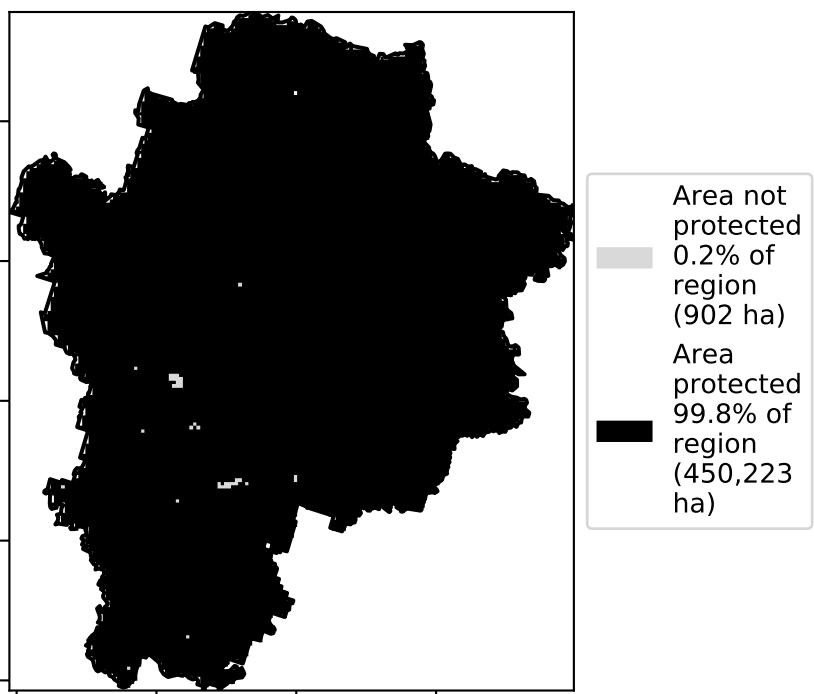 Area not
protected
0.2% of
region
(902 ha)
Area
protected
99.8% of
region
(450,223
ha)